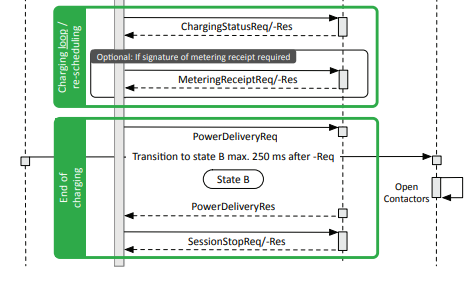 Charging loop /
re-scheduling
ChargingStatusReq/-Res
Optional: If signature of metering receipt required
MeteringReceiptReq/-Res
End of
charging
PowerDeliveryReq
Transition to state B max. 250 ms after -Req
State B
Open
Contactors
PowerDeliveryRes
SessionStopReq/-Res